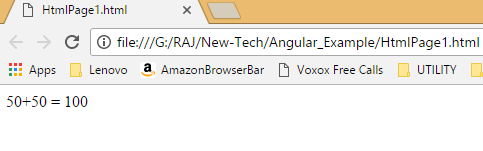 HtmlPage1.html
file:///G:/RAJ/New-Tech/Angular_Example/HtmlPage1.html
Apps Lenovo AmazonBrowserBar Voxox Free Calls UTILITY
50+50 = 100